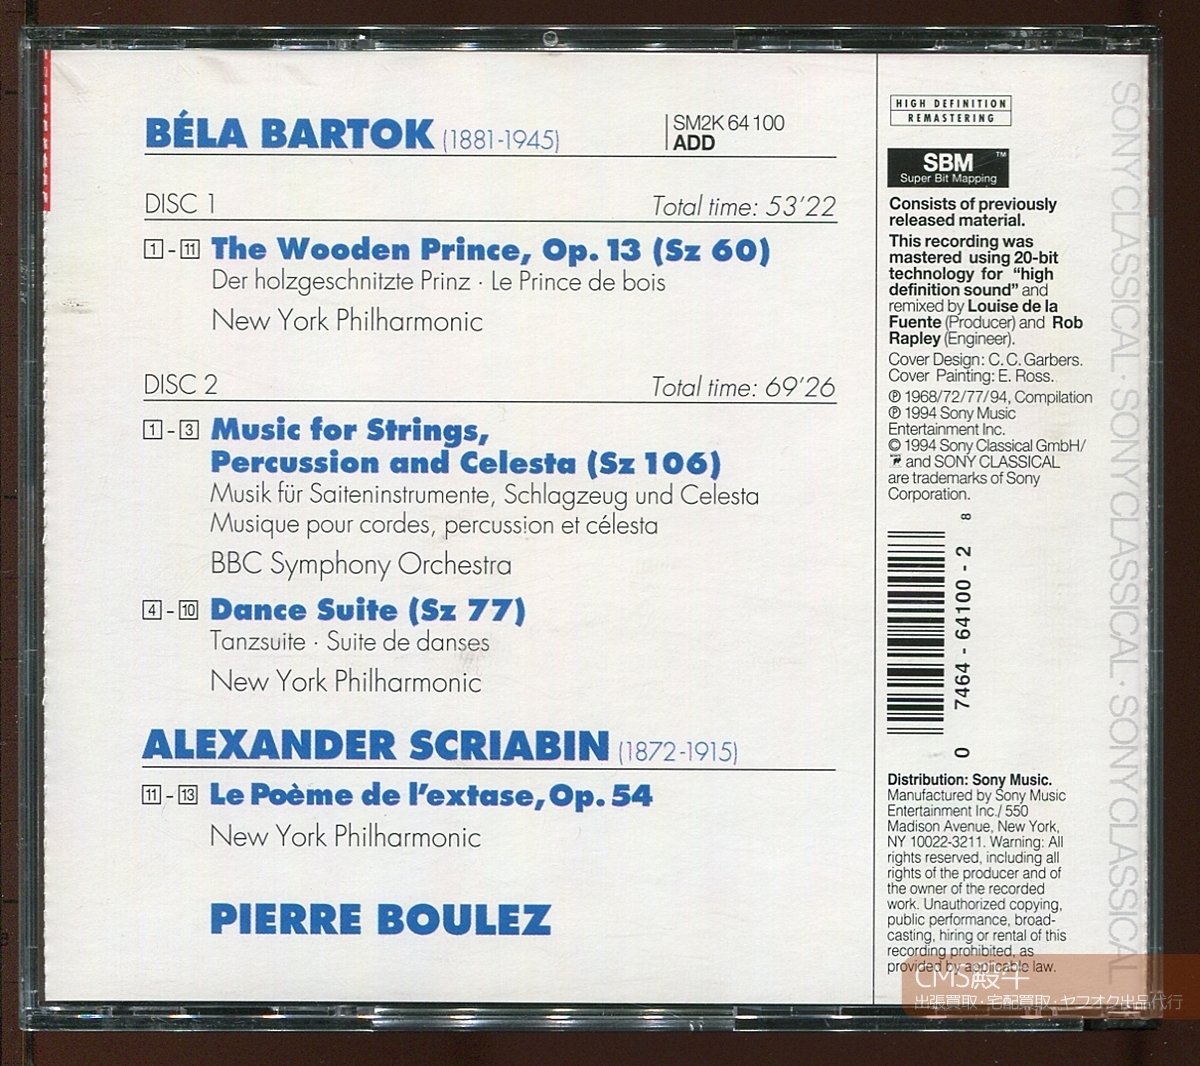 BÉLA BARTOK (1881-1945)
SM2K 64 100
ADD
DISC 1 Total time: 53'22
1 - 11 The Wooden Prince, Op. 13 (Sz 60)
Der holzgeschnitzte Prinz · Le Prince de bois
New York Philharmonic
DISC 2 Total time: 69'26
1 - 3 Music for Strings,
Percussion and Celesta (Sz 106)
Musik für Saiteninstrumente, Schlagzeug und Celesta
Musique pour cordes, percussion et célesta
BBC Symphony Orchestra
4 - 10 Dance Suite (Sz 77)
Tanzsuite · Suite de danses
New York Philharmonic
ALEXANDER SCRIABIN (1872-1915)
11 - 13 Le Poème de l'extase, Op. 54
New York Philharmonic
PIERRE BOULEZ
HIGH DEFINITION
REMASTERING
SBM™
Super Bit Mapping
Consists of previously
released material.
This recording was
mastered using 20-bit
technology for “high
definition sound” and
remixed by Louise de la
Fuente (Producer) and Rob
Rapley (Engineer).
Cover Design: C. C. Garbers.
Cover Painting: E. Ross.
℗ 1968/72/77/94, Compilation
℗ 1994 Sony Music
Entertainment Inc.
© 1994 Sony Classical GmbH/
and SONY CLASSICAL
are trademarks of Sony
Corporation.
0 7464 - 64100 - 2 8
Distribution: Sony Music.
Manufactured by Sony Music
Entertainment Inc./ 550
Madison Avenue, New York,
NY 10022-3211. Warning: All
rights reserved, including all
rights of the producer and of
the owner of the recorded
work. Unauthorized copying,
public performance, broad-
casting, hiring or rental of this
recording prohibited, as
provided by applicable law.
SONY CLASSICAL · SONY CLASSICAL · SONY CLASSICAL · SONY CLASSICAL
CMS殿牛
出張買取・宅配買取・ヤフオク出品代行